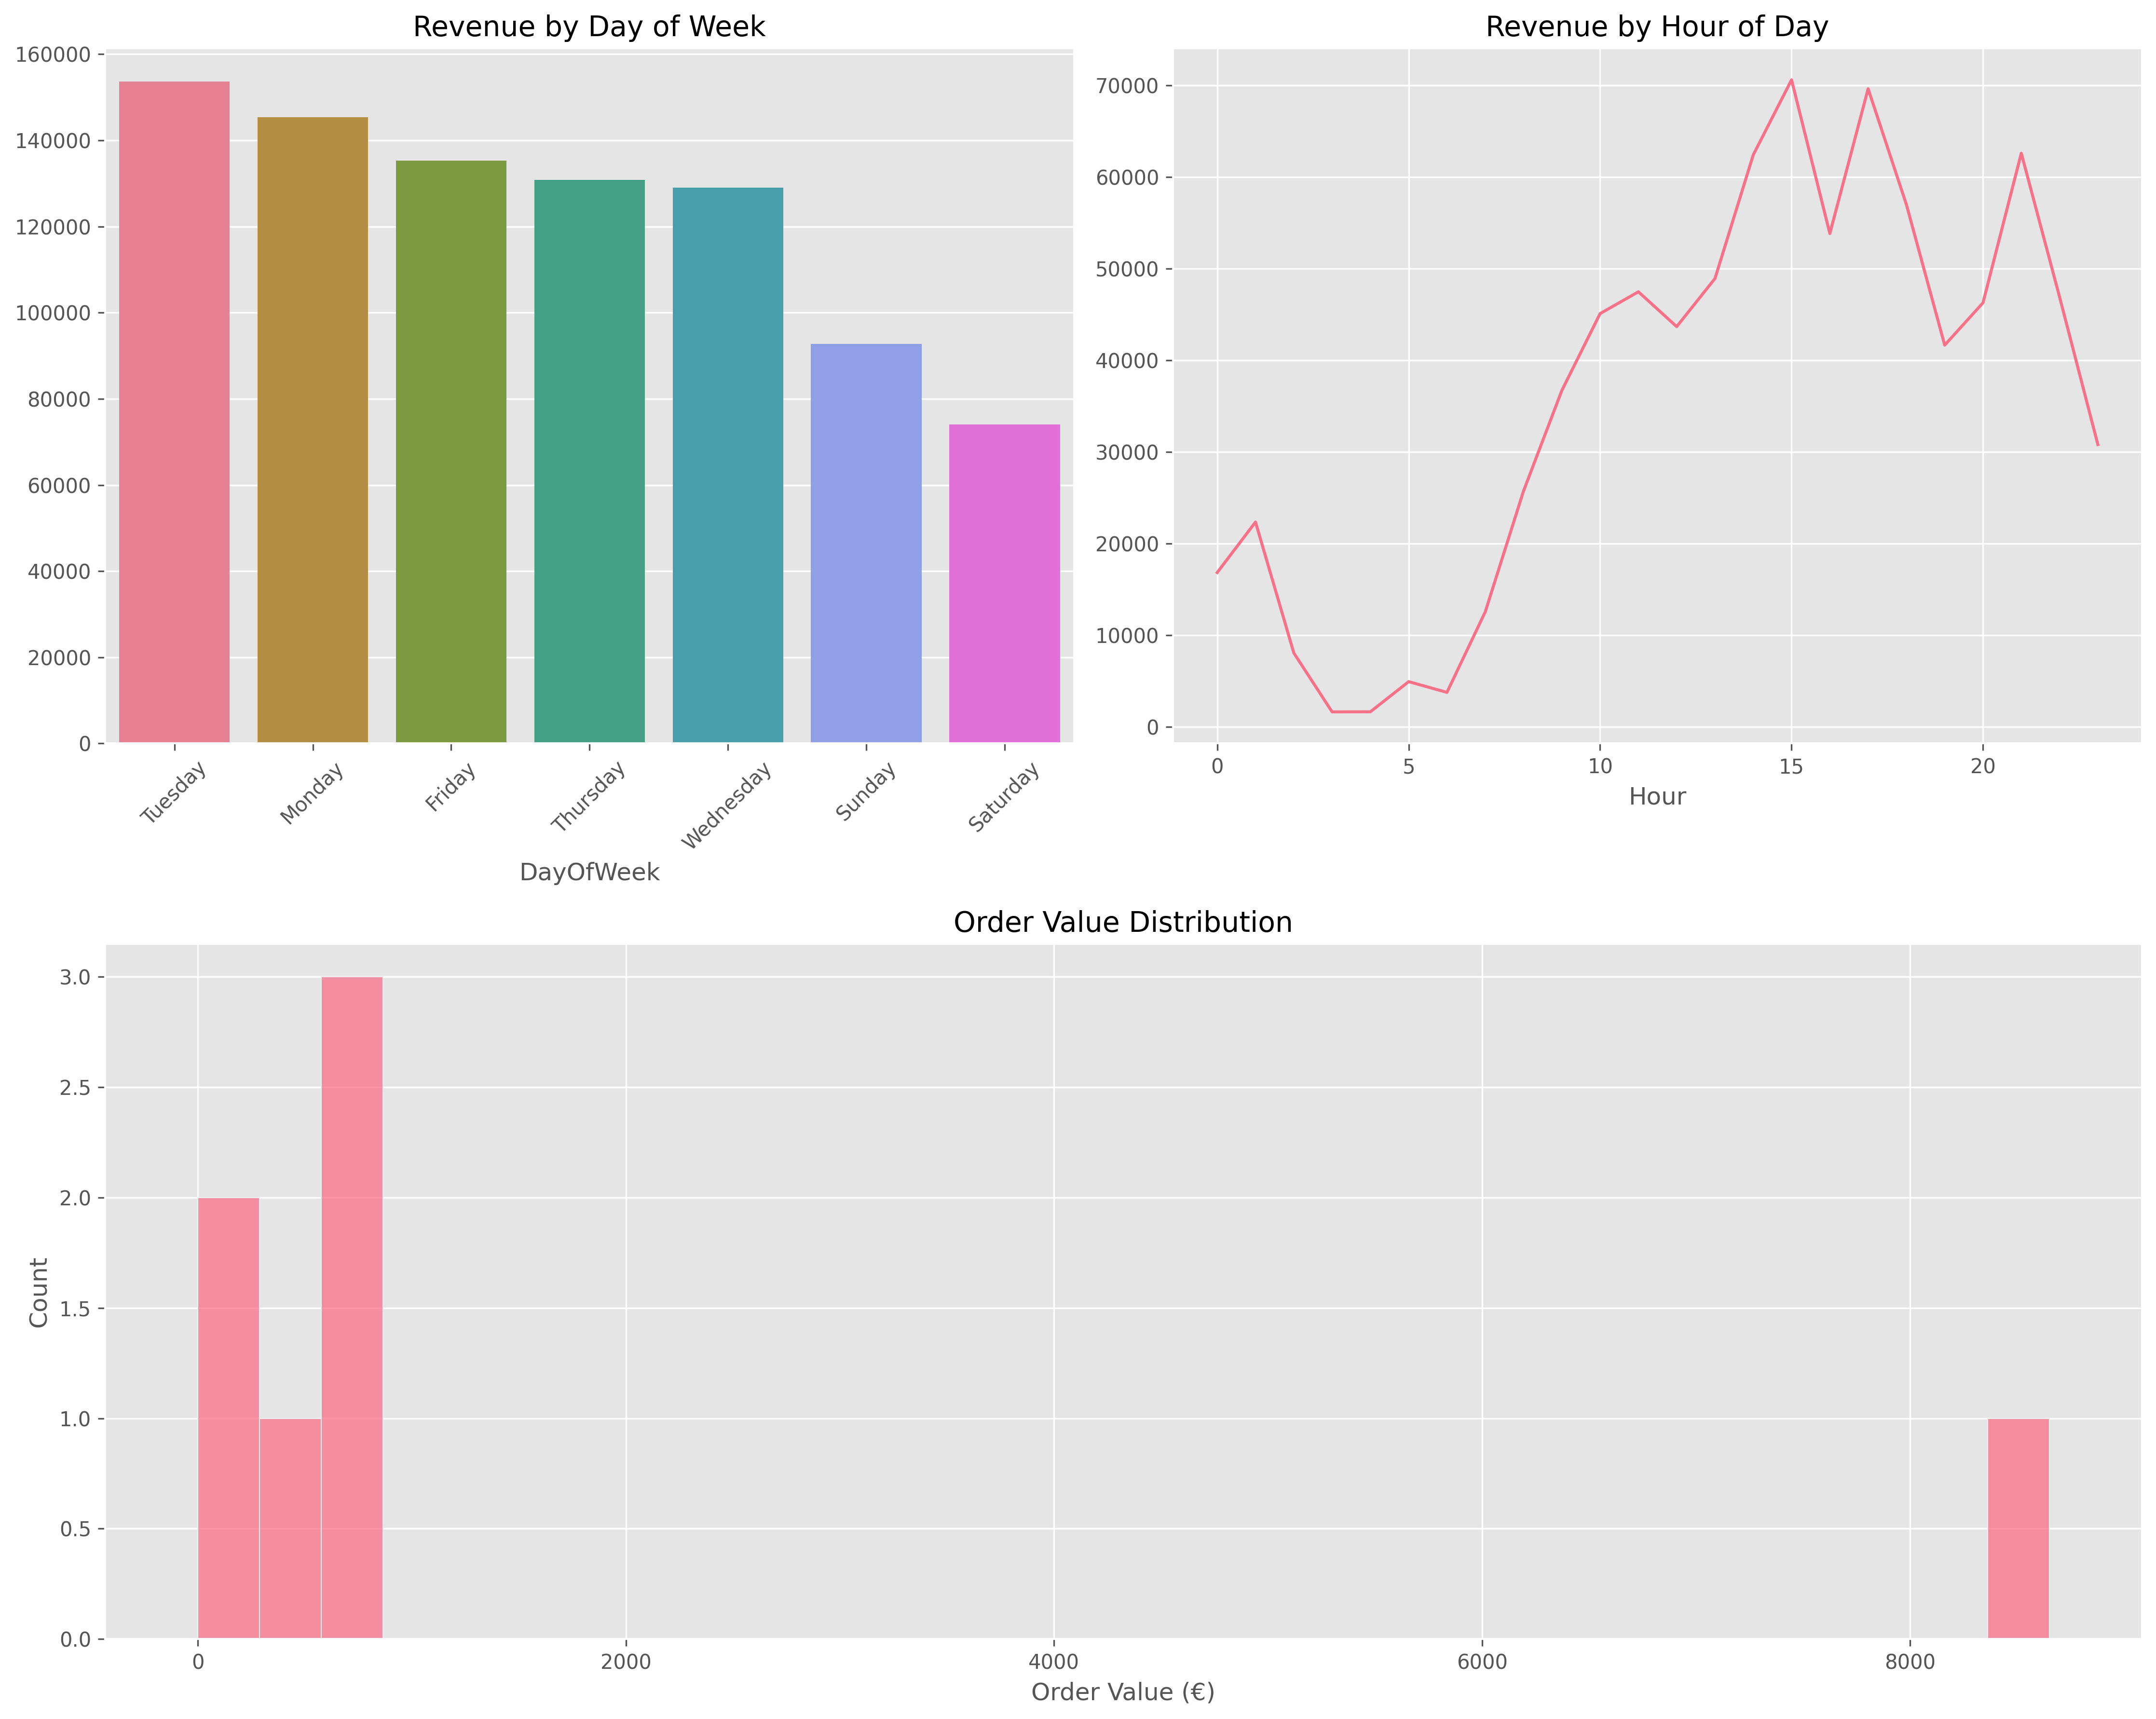 Revenue by Day of Week
160000
140000
120000
100000
80000
60000
40000
20000
0
Tuesday
Monday
Friday
Thursday
Wednesday
Sunday
Saturday
DayOfWeek
Revenue by Hour of Day
70000
60000
50000
40000
30000
20000
10000
0
0 5 10 15 20
Hour
Order Value Distribution
Count
3.0
2.5
2.0
1.5
1.0
0.5
0.0
0 2000 4000 6000 8000
Order Value (€)